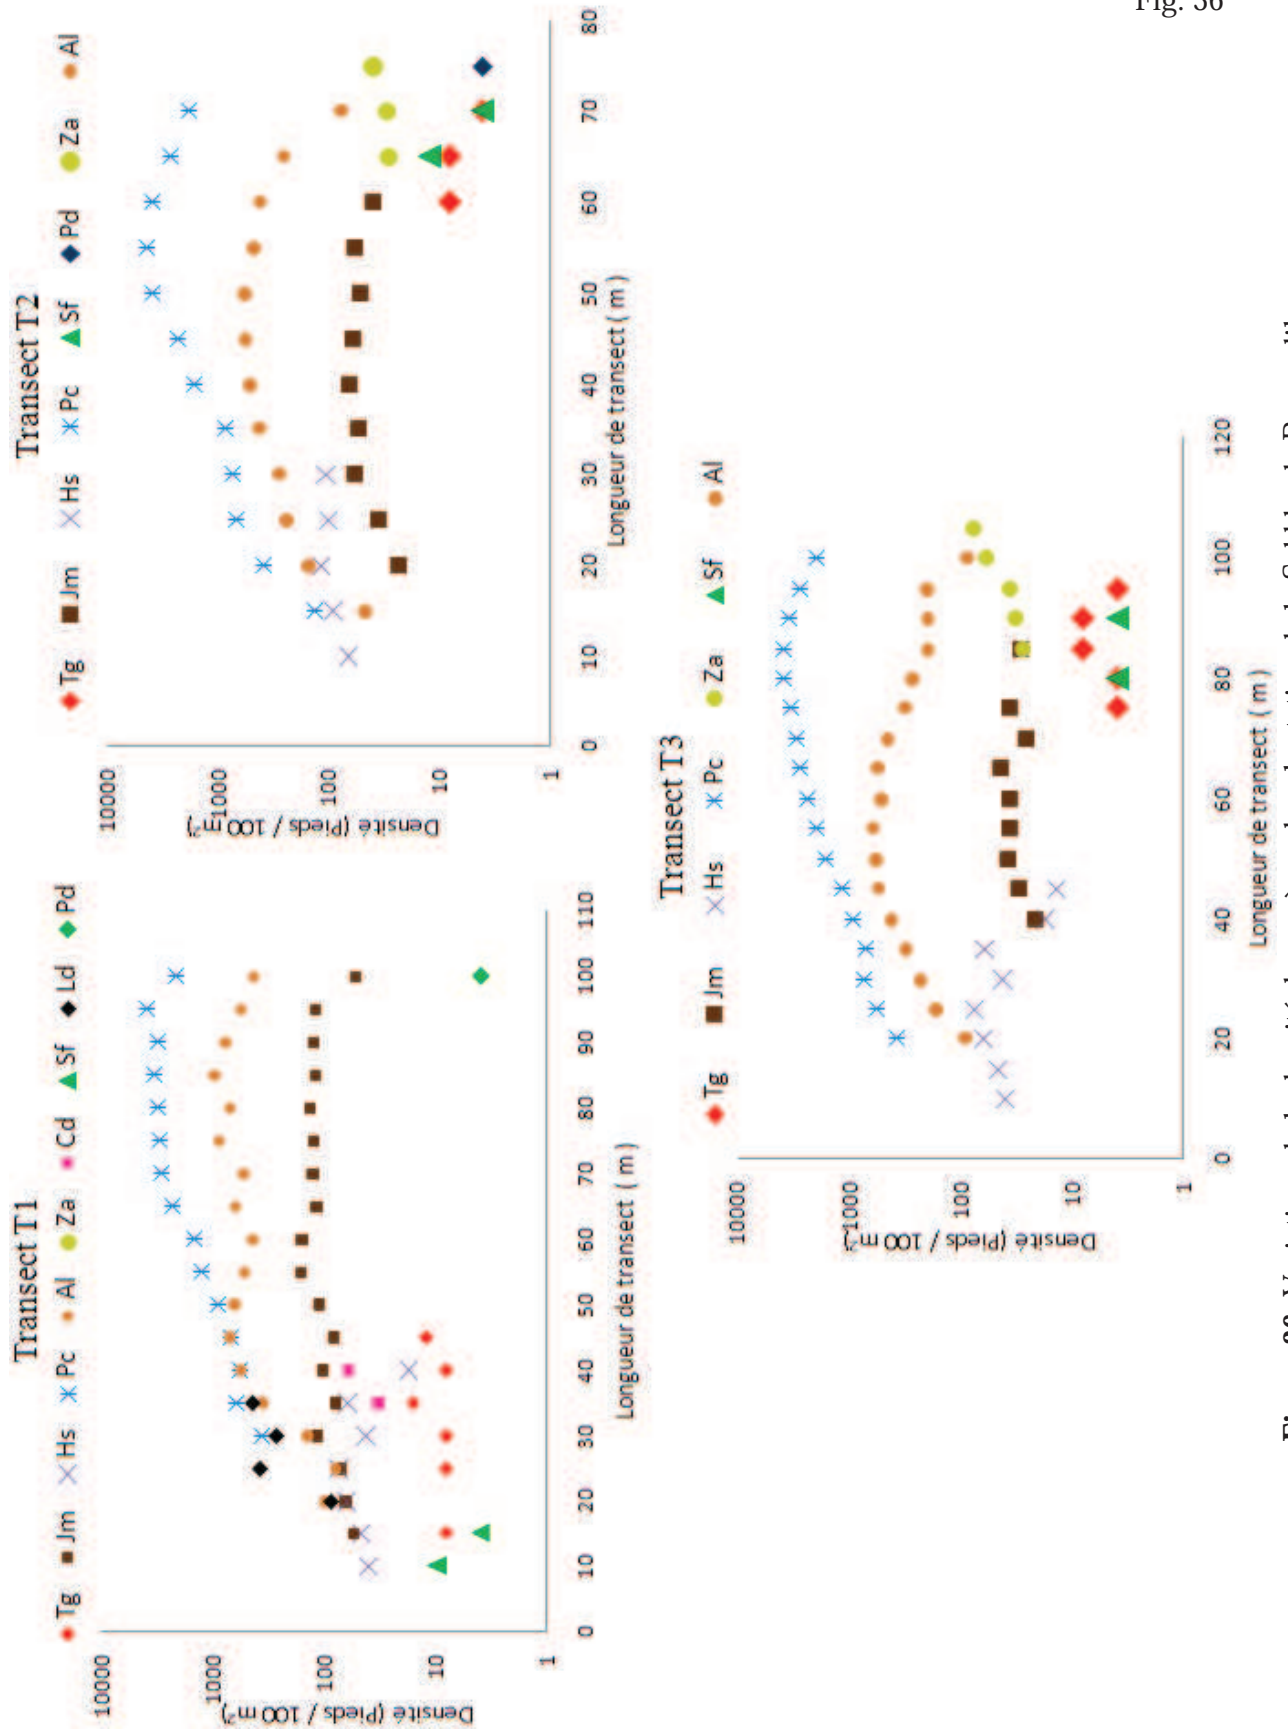 Fig. 56
Transect T1
Tg Jm Hs Pc Al Za Cd Sf Ld Pd
10000
1000
100
10
1
Densité (Pieds / 100 m²)
0 10 20 30 40 50 60 70 80 90 100 110
Longueur de transect ( m )
Transect T2
Tg Jm Hs Pc Sf Pd Za Al
10000
1000
100
10
1
Densité (Pieds / 100 m²)
0 10 20 30 40 50 60 70 80
Longueur de transect ( m )
Transect T3
Tg Jm Hs Pc Za Sf Al
10000
1000
100
10
1
Densité (Pieds / 100 m²)
0 20 40 60 80 100 120
Longueur de transect ( m )